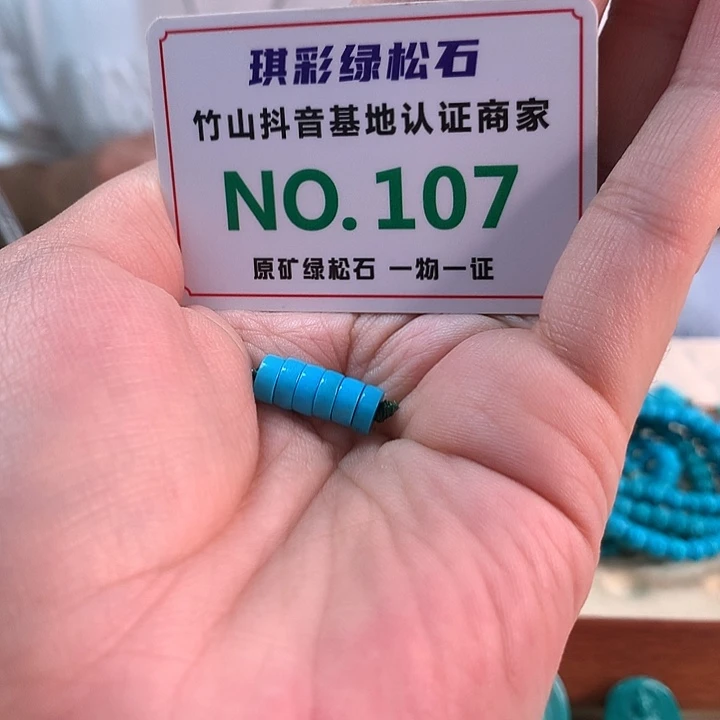 琪彩绿松石
竹山抖音基地认证商家
NO.107
原矿绿松石 一物一证